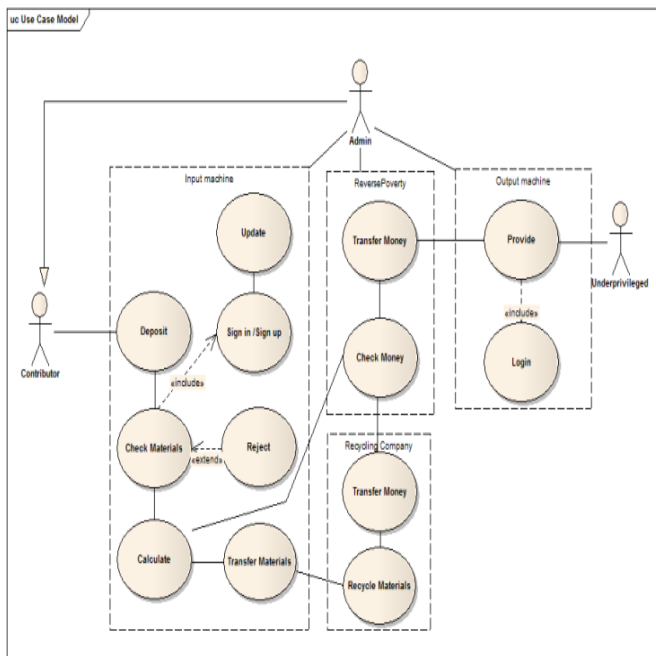 uc Use Case Model
Admin
Input machine
ReversePoverty
Output machine
Update
Transfer Money
Provide
Underprivileged
Contributor
Deposit
Sign in /Sign up
«include»
Check Money
«include»
Login
Check Materials
«extend»
Reject
Recycling Company
Transfer Money
Calculate
Transfer Materials
Recycle Materials